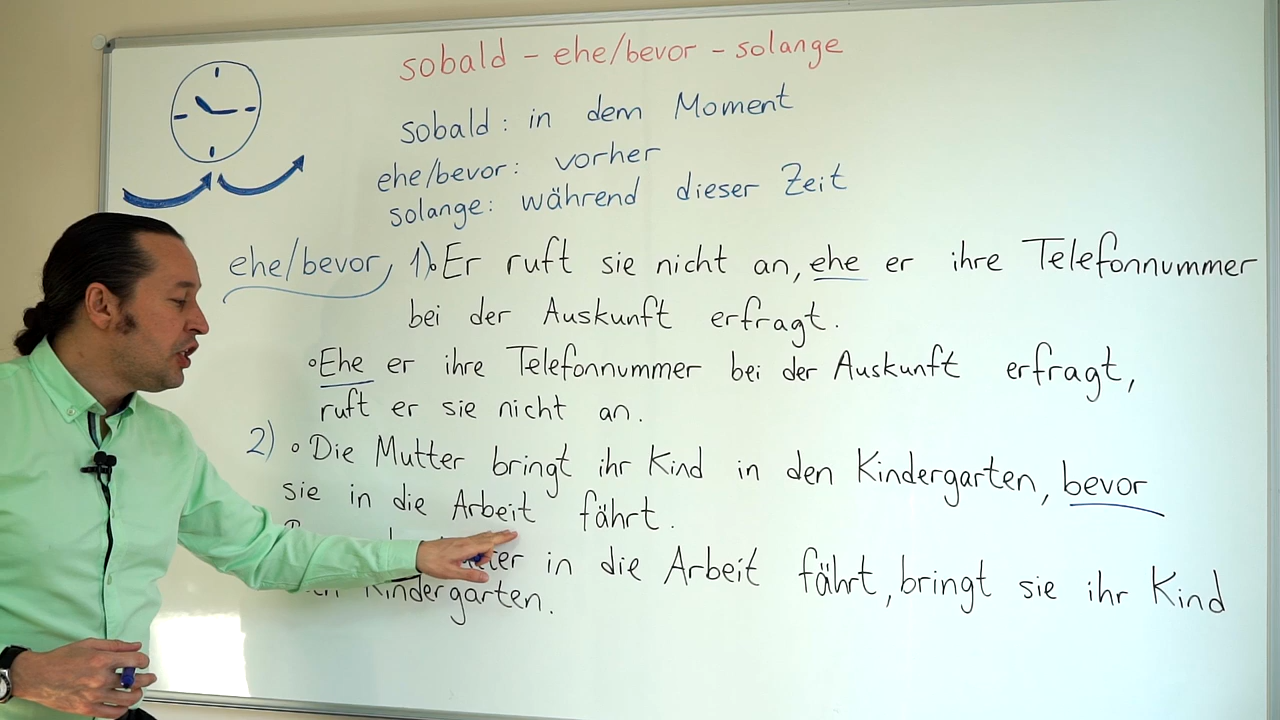 sobald - ehe/bevor - solange
sobald: in dem Moment
ehe/bevor: vorher
solange: während dieser Zeit
ehe/bevor, 1) Er ruft sie nicht an, ehe er ihre Telefonnummer
bei der Auskunft erfragt.
Ehe er ihre Telefonnummer bei der Auskunft erfragt,
ruft er sie nicht an.
2) Die Mutter bringt ihr Kind in den Kindergarten, bevor
sie in die Arbeit fährt.
in die Arbeit fährt, bringt sie ihr Kind
Kindergarten.